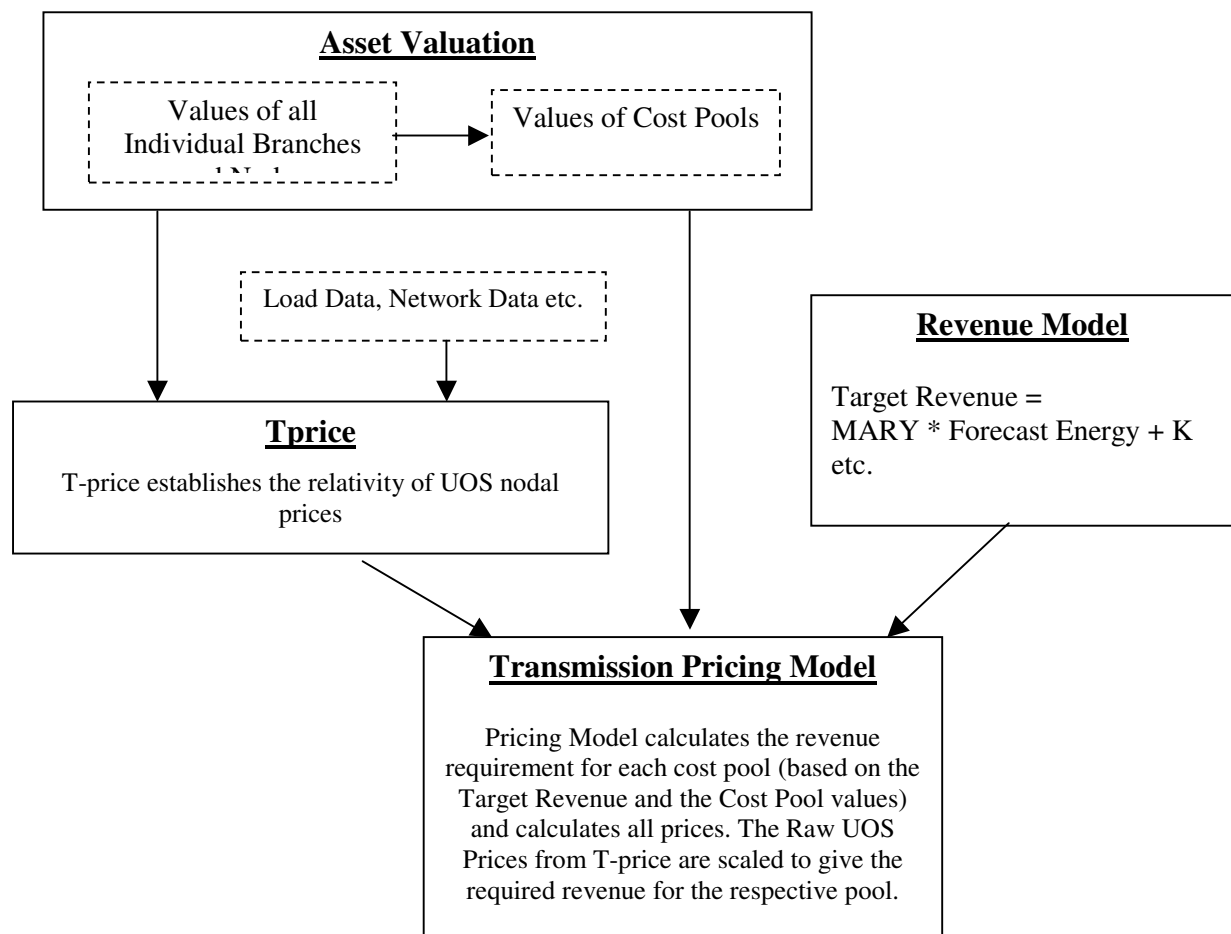 Asset Valuation
Values of all
Individual Branches
Values of Cost Pools
Load Data, Network Data etc.
Revenue Model
Target Revenue =
MARY * Forecast Energy + K
etc.
Tprice
T-price establishes the relativity of UOS nodal
prices
Transmission Pricing Model
Pricing Model calculates the revenue
requirement for each cost pool (based on the
Target Revenue and the Cost Pool values)
and calculates all prices. The Raw UOS
Prices from T-price are scaled to give the
required revenue for the respective pool.